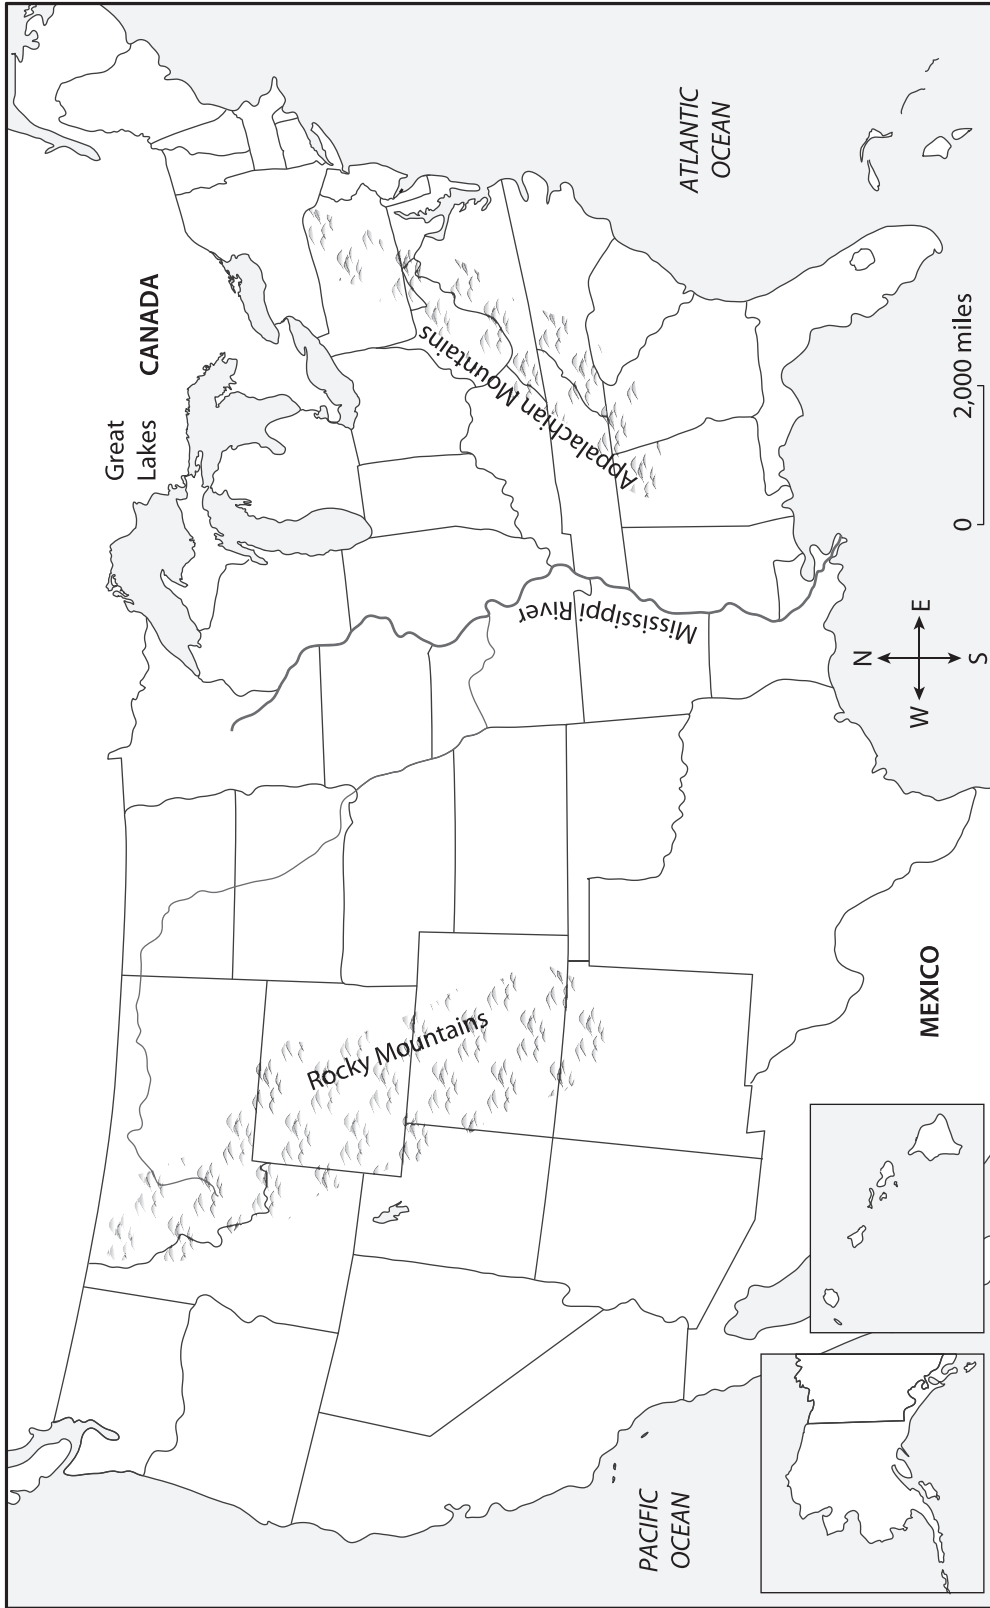 CANADA
Great
Lakes
ATLANTIC
OCEAN
Appalachian Mountains
Mississippi River
Rocky Mountains
PACIFIC
OCEAN
MEXICO
N
W
E
S
0
2,000 miles